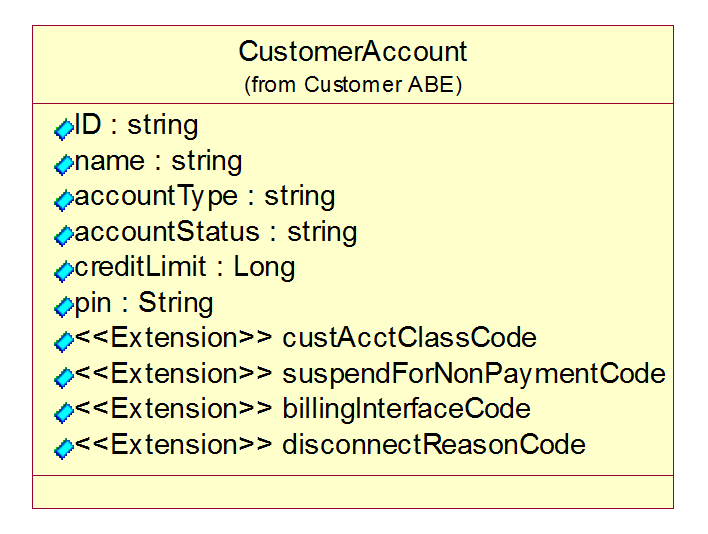 CustomerAccount
(from Customer ABE)
ID : string
name : string
accountType : string
accountStatus : string
creditLimit : Long
pin : String
<<Extension>> custAcctClassCode
<<Extension>> suspendForNonPaymentCode
<<Extension>> billingInterfaceCode
<<Extension>> disconnectReasonCode